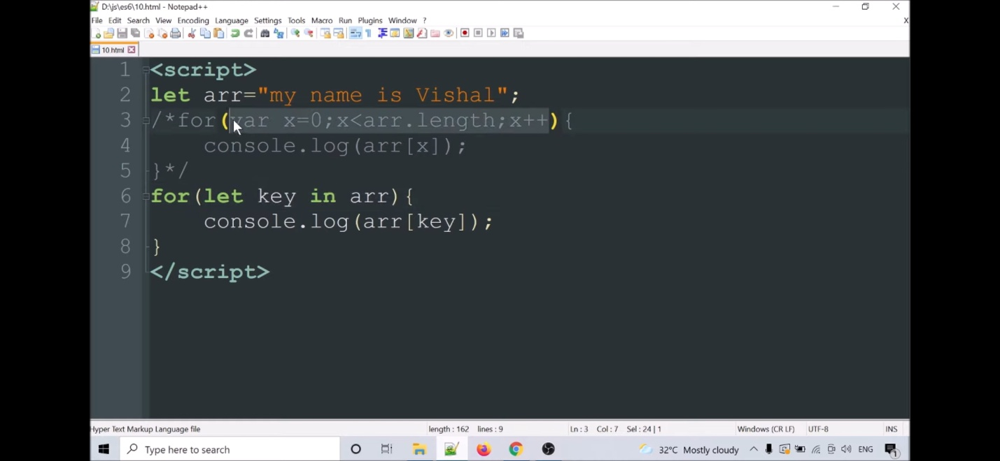 D:\js\es6\10.html - Notepad++
File Edit Search View Encoding Language Settings Tools Macro Run Plugins Window ? X
10.html
1 <script>
2 let arr="my name is Vishal";
3 /*for(var x=0;x<arr.length;x++){
4 console.log(arr[x]);
5 }*/
6 for(let key in arr){
7 console.log(arr[key]);
8 }
9 </script>
Hyper Text Markup Language file length : 162 lines : 9 Ln : 3 Col : 7 Sel : 24 | 1 Windows (CR LF) UTF-8 INS
Type here to search 32°C Mostly cloudy ENG 1